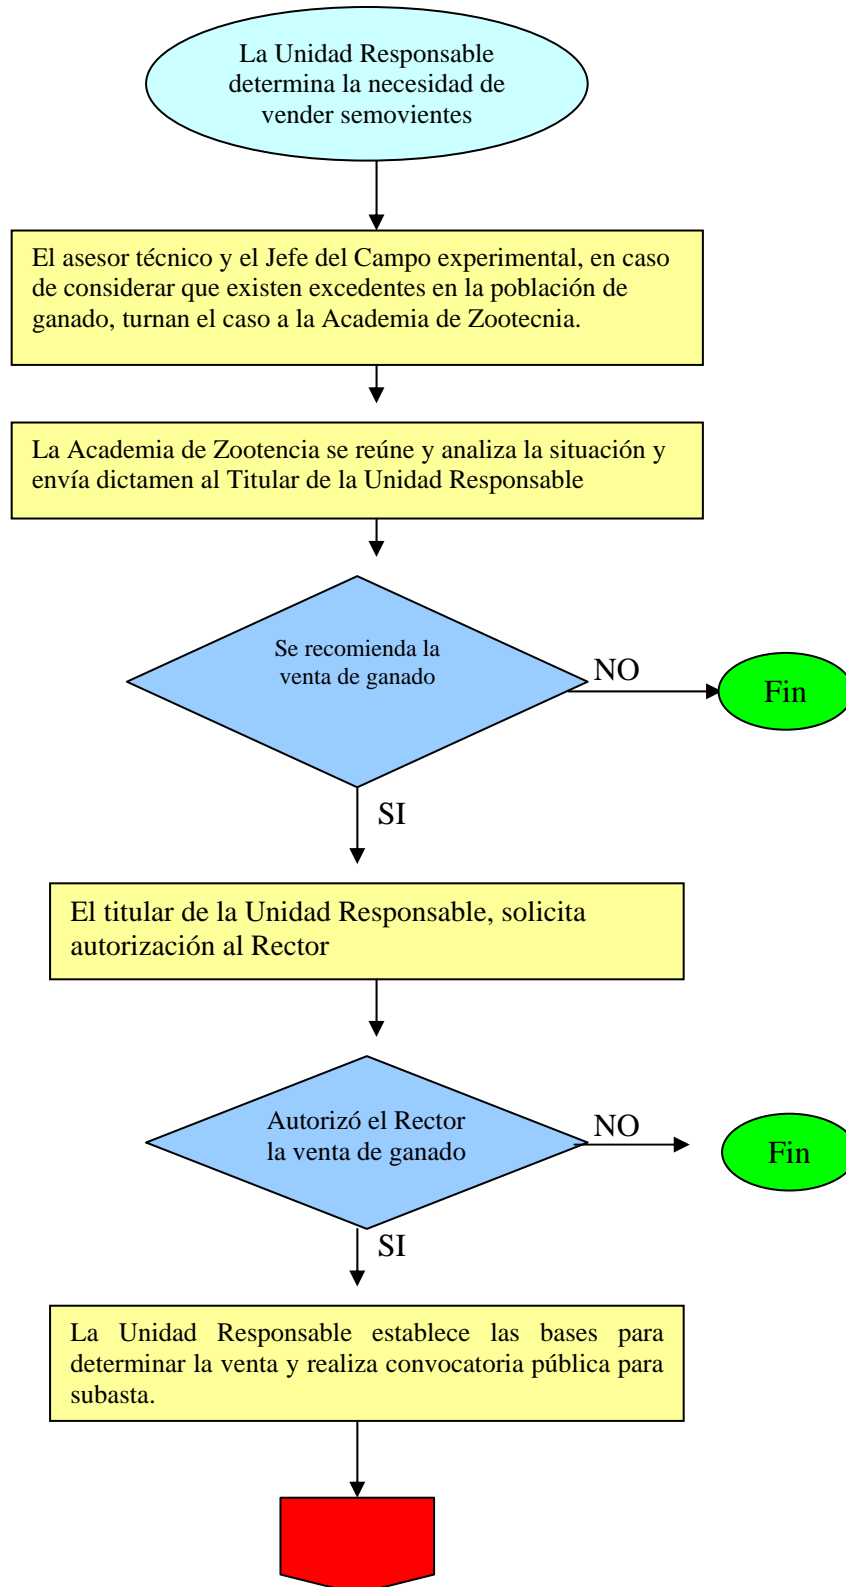 La Unidad Responsable
determina la necesidad de
vender semovientes
El asesor técnico y el Jefe del Campo experimental, en caso
de considerar que existen excedentes en la población de
ganado, turnan el caso a la Academia de Zootecnia.
La Academia de Zootencia se reúne y analiza la situación y
envía dictamen al Titular de la Unidad Responsable
Se recomienda la
venta de ganado
NO
Fin
SI
El titular de la Unidad Responsable, solicita
autorización al Rector
Autorizó el Rector
la venta de ganado
NO
Fin
SI
La Unidad Responsable establece las bases para
determinar la venta y realiza convocatoria pública para
subasta.